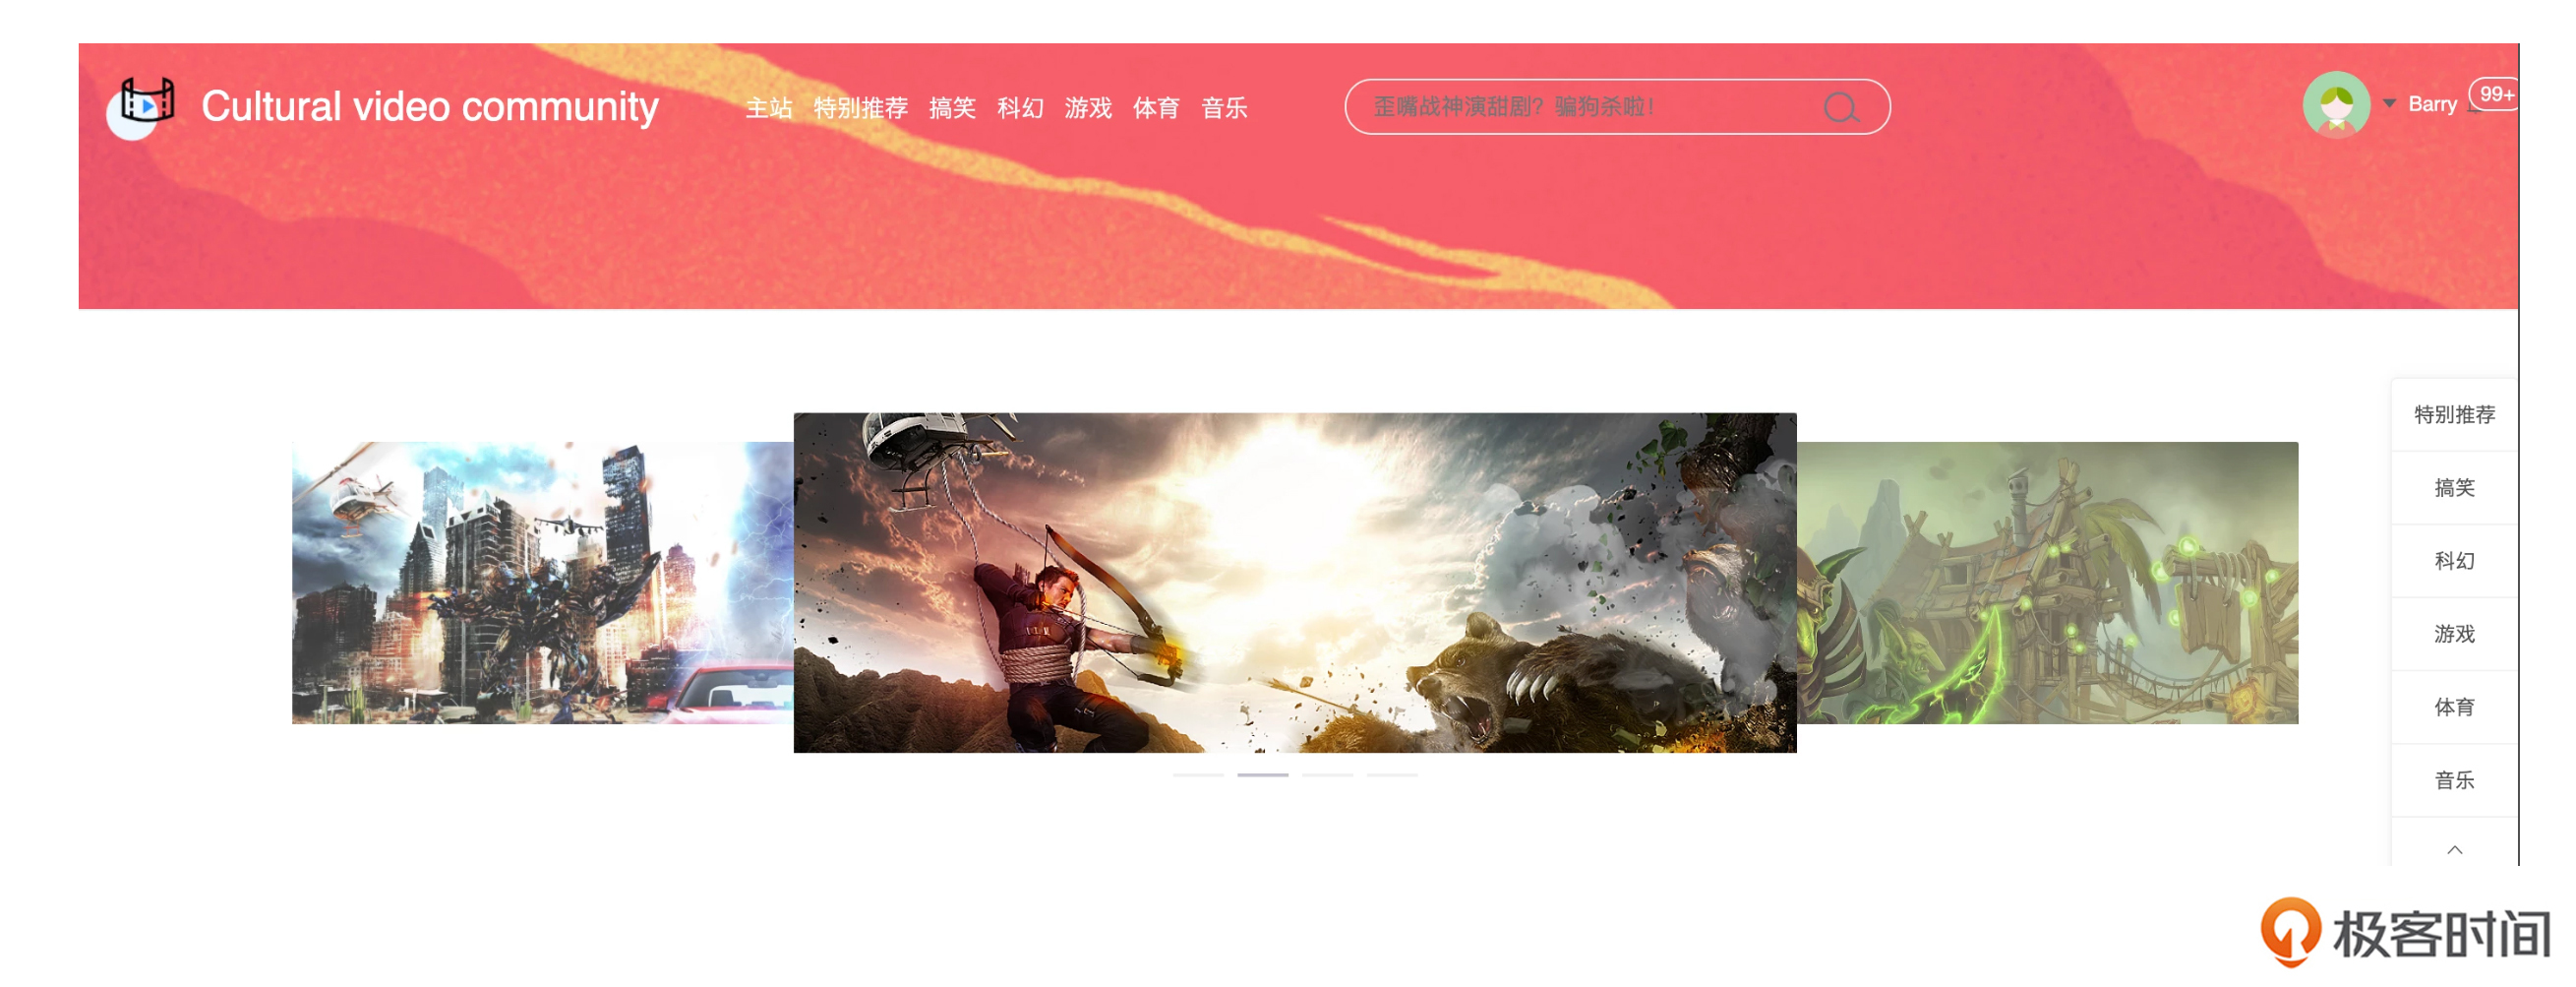 Cultural video community
主站 特别推荐 搞笑 科幻 游戏 体育 音乐
歪嘴战神演甜剧？骗狗杀啦！
Barry
99+
特别推荐
搞笑
科幻
游戏
体育
音乐
极客时间